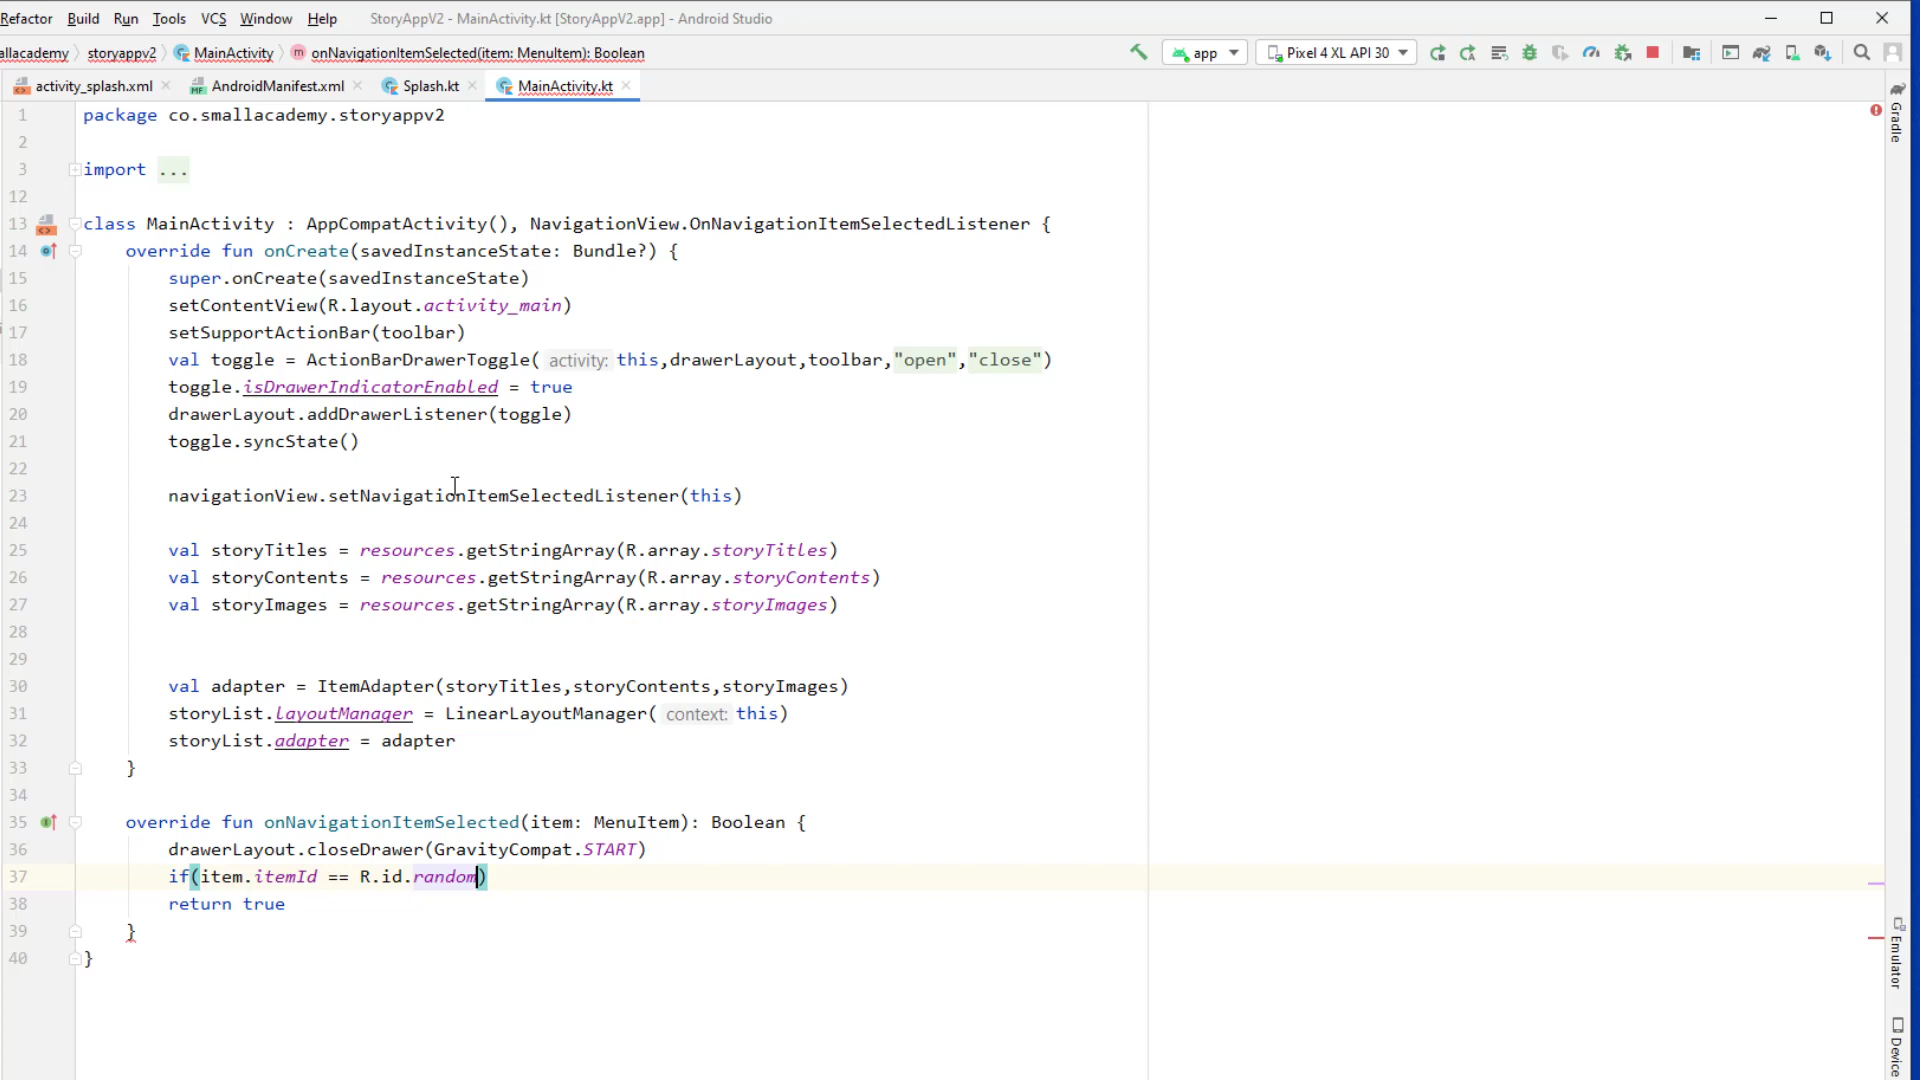 Refactor Build Run Tools VCS Window Help StoryAppV2 - MainActivity.kt [StoryAppV2.app] - Android Studio
allacademy storyappv2 MainActivity onNavigationItemSelected(item: MenuItem): Boolean app Pixel 4 XL API 30
activity_splash.xml AndroidManifest.xml Splash.kt MainActivity.kt
1 package co.smallacademy.storyappv2
2
3 import ...
12
13 class MainActivity : AppCompatActivity(), NavigationView.OnNavigationItemSelectedListener {
14 override fun onCreate(savedInstanceState: Bundle?) {
15 super.onCreate(savedInstanceState)
16 setContentView(R.layout.activity_main)
17 setSupportActionBar(toolbar)
18 val toggle = ActionBarDrawerToggle( activity: this,drawerLayout,toolbar,"open","close")
19 toggle.isDrawerIndicatorEnabled = true
20 drawerLayout.addDrawerListener(toggle)
21 toggle.syncState()
22
23 navigationView.setNavigationItemSelectedListener(this)
24
25 val storyTitles = resources.getStringArray(R.array.storyTitles)
26 val storyContents = resources.getStringArray(R.array.storyContents)
27 val storyImages = resources.getStringArray(R.array.storyImages)
28
29
30 val adapter = ItemAdapter(storyTitles,storyContents,storyImages)
31 storyList.layoutManager = LinearLayoutManager( context: this)
32 storyList.adapter = adapter
33 }
34
35 override fun onNavigationItemSelected(item: MenuItem): Boolean {
36 drawerLayout.closeDrawer(GravityCompat.START)
37 if(item.itemId == R.id.random)
38 return true
39 }
40 }
Gradle
Emulator
Device